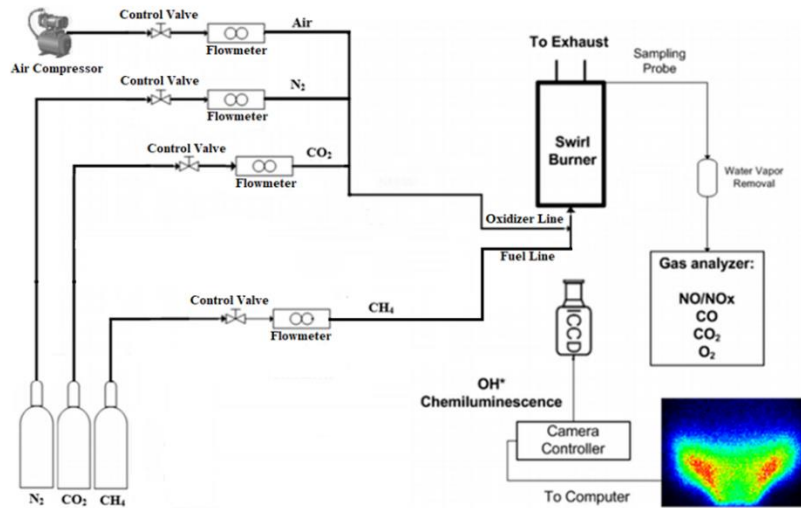 Control Valve
Air
Air Compressor
Flowmeter
Control Valve
N₂
Flowmeter
Control Valve
CO₂
Flowmeter
To Exhaust
Sampling
Probe
Swirl
Burner
Water Vapor
Removal
Oxidizer Line
Fuel Line
Gas analyzer:
NO/NOx
CO
CO₂
O₂
Control Valve
CH₄
Flowmeter
ICCD
OH*
Chemiluminescence
Camera
Controller
To Computer
N₂
CO₂
CH₄